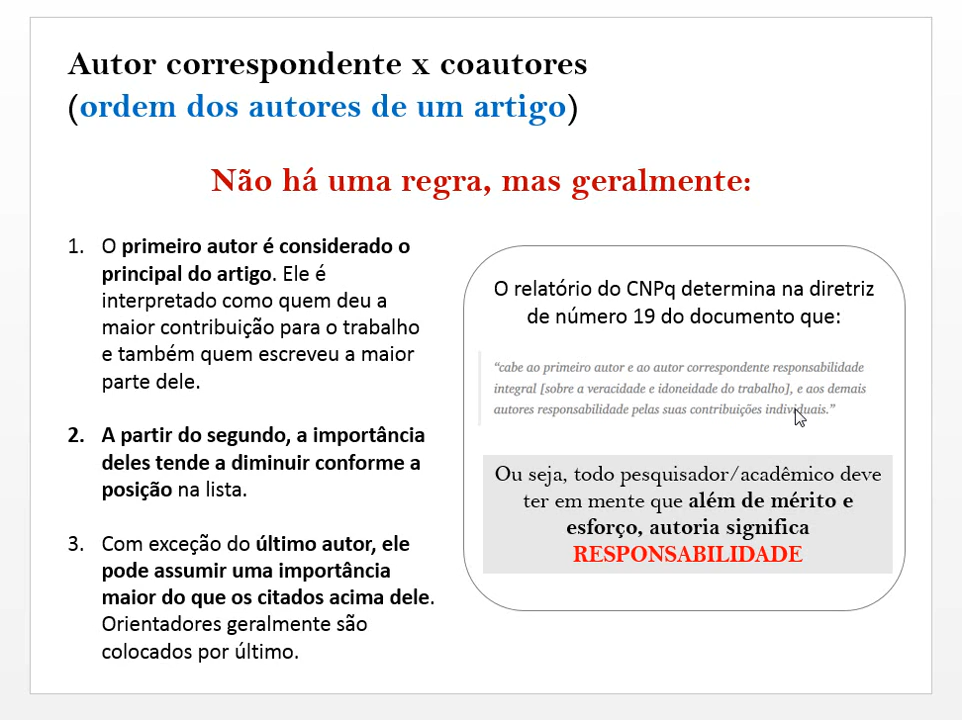 Autor correspondente x coautores
(ordem dos autores de um artigo)
Não há uma regra, mas geralmente:
1. O primeiro autor é considerado o
principal do artigo. Ele é
interpretado como quem deu a
maior contribuição para o trabalho
e também quem escreveu a maior
parte dele.
2. A partir do segundo, a importância
deles tende a diminuir conforme a
posição na lista.
3. Com exceção do último autor, ele
pode assumir uma importância
maior do que os citados acima dele.
Orientadores geralmente são
colocados por último.
O relatório do CNPq determina na diretriz
de número 19 do documento que:
“cabe ao primeiro autor e ao autor correspondente responsabilidade
integral [sobre a veracidade e idoneidade do trabalho], e aos demais
autores responsabilidade pelas suas contribuições individuais.”
Ou seja, todo pesquisador/acadêmico deve
ter em mente que além de mérito e
esforço, autoria significa
RESPONSABILIDADE